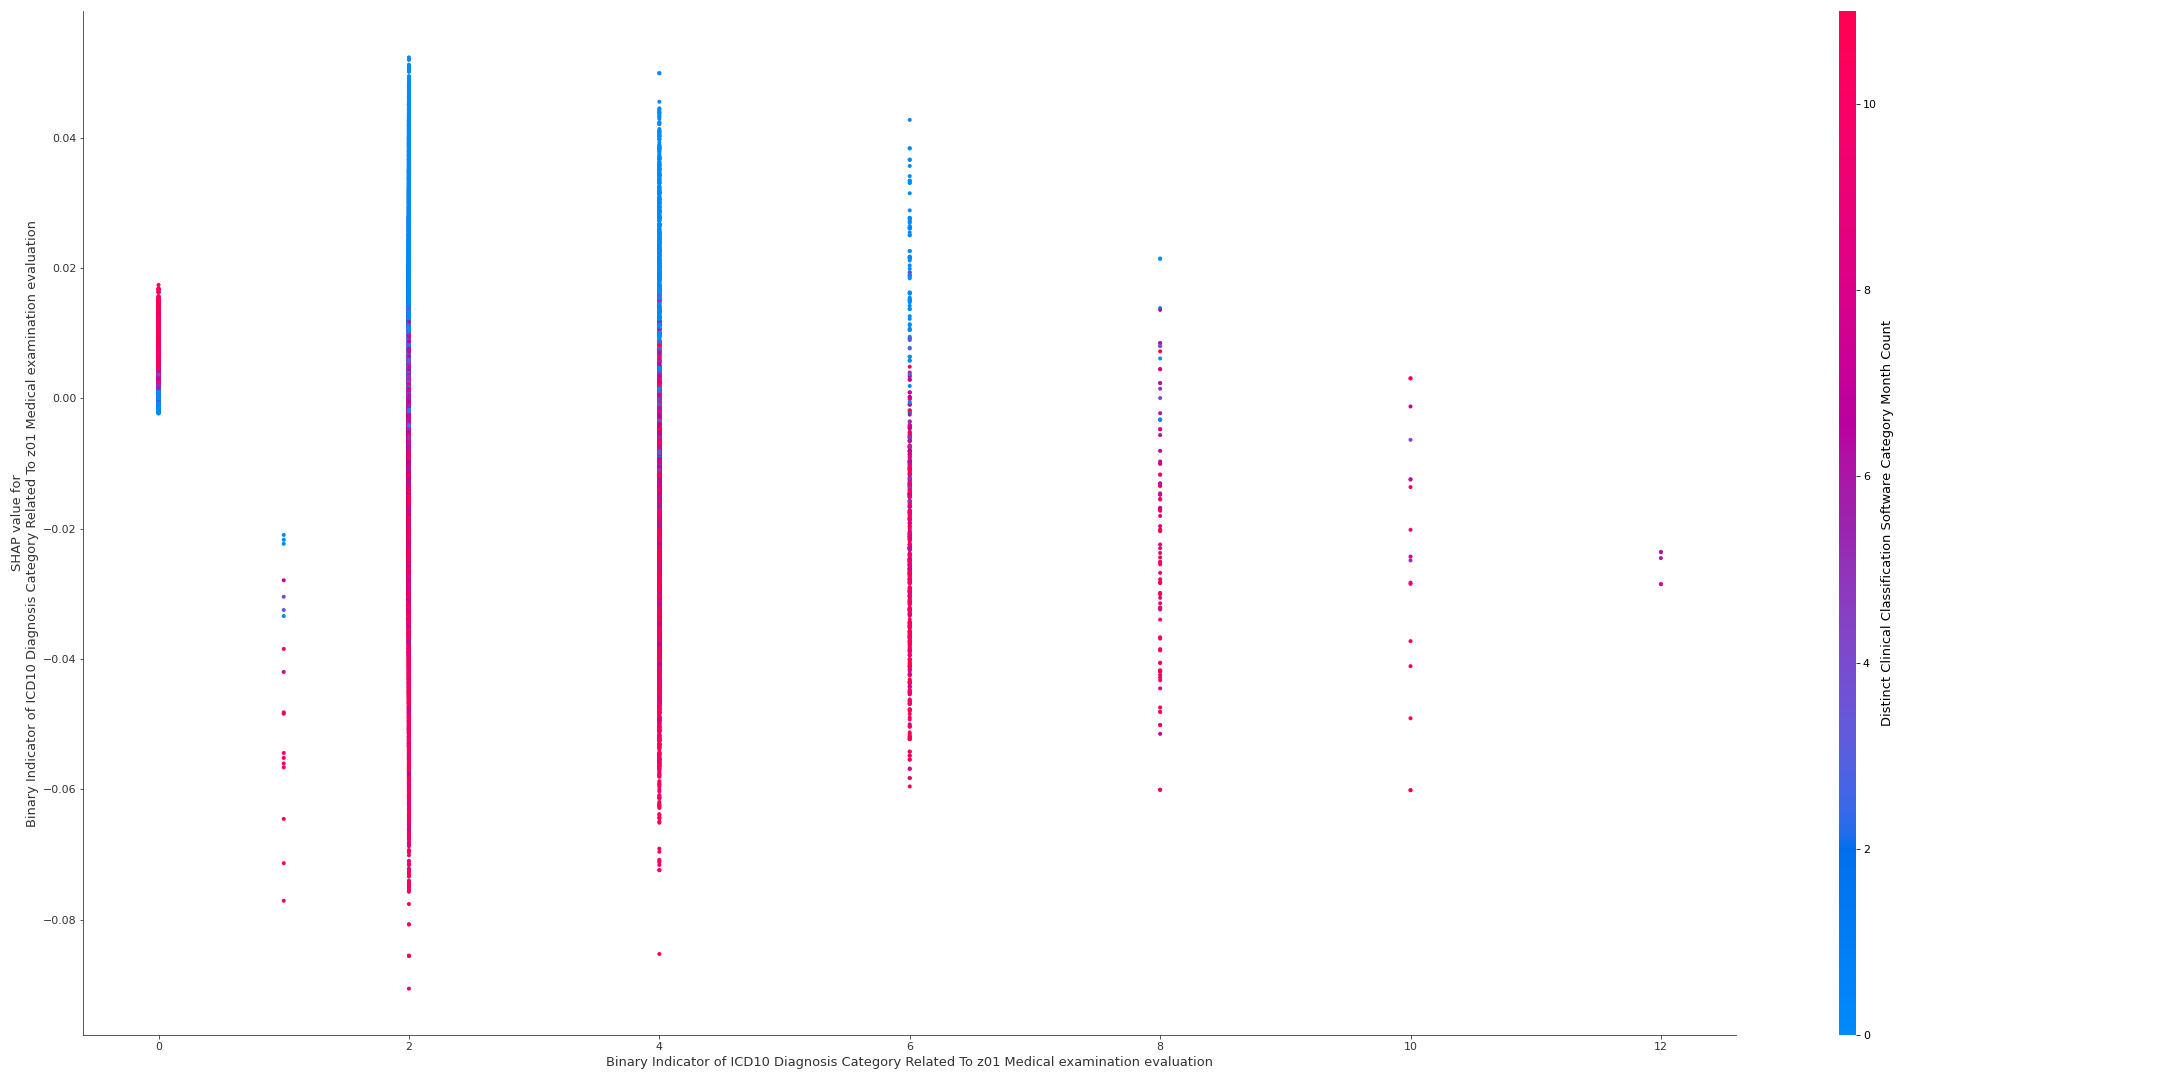 SHAP value for
Binary Indicator of ICD10 Diagnosis Category Related To z01 Medical examination evaluation
0.04
0.02
0.00
−0.02
−0.04
−0.06
−0.08
0 2 4 6 8 10 12
Binary Indicator of ICD10 Diagnosis Category Related To z01 Medical examination evaluation
10
8
6
4
2
0
Distinct Clinical Classification Software Category Month Count